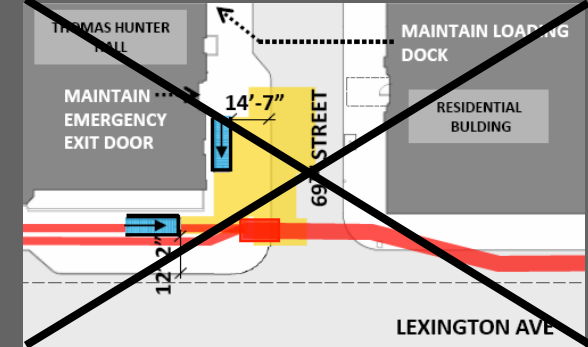 THOMAS HUNTER
HALL
MAINTAIN LOADING
DOCK
MAINTAIN
EMERGENCY
EXIT DOOR
14'-7"
69TH STREET
RESIDENTIAL
BULDING
12'-2"
LEXINGTON AVE